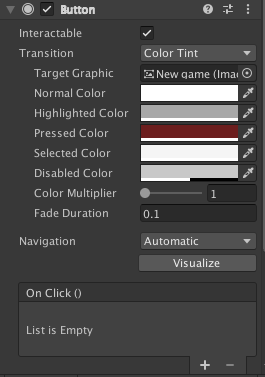 Button
Interactable
Transition Color Tint
Target Graphic New game (Imag
Normal Color
Highlighted Color
Pressed Color
Selected Color
Disabled Color
Color Multiplier 1
Fade Duration 0.1
Navigation Automatic
Visualize
On Click ()
List is Empty